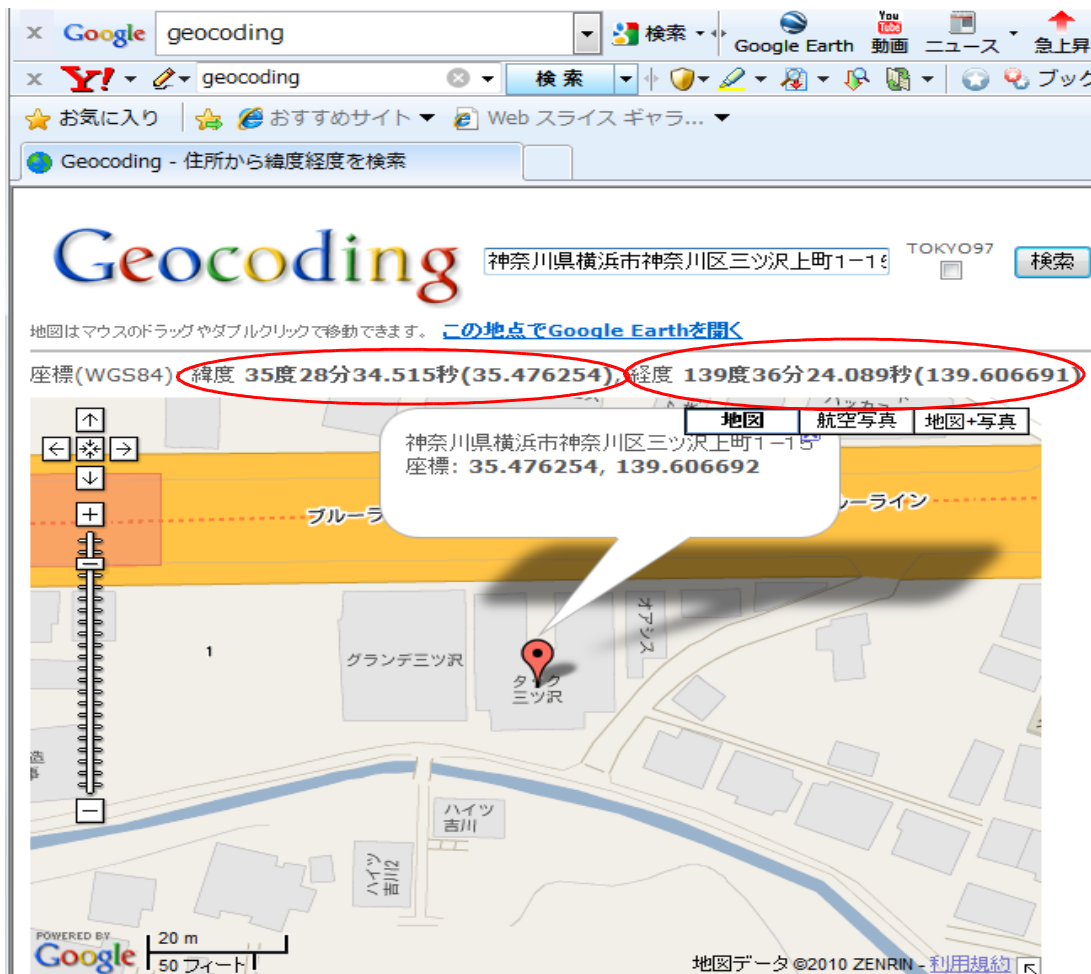 x Google geocoding 検索 Google Earth You Tube 動画 ニュース 急上昇
x Y! geocoding 検索 ブック
お気に入り おすすめサイト Web スライス ギャラ...
Geocoding - 住所から緯度経度を検索
Geocoding 神奈川県横浜市神奈川区三ツ沢上町1-15 TOKYO97 検索
地図はマウスのドラッグやダブルクリックで移動できます。 この地点でGoogle Earthを開く
座標(WGS84): 緯度 35度28分34.515秒(35.476254), 経度 139度36分24.089秒(139.606691)
地図 航空写真 地図+写真
神奈川県横浜市神奈川区三ツ沢上町1-15
座標: 35.476254, 139.606692
ブルーラ ルーライン
オアシス
1
グランデ三ツ沢
タック
三ツ沢
造
ハイツ
吉川
ハイツ
吉川2
POWERED BY
Google
20 m
50 フィート
地図データ ©2010 ZENRIN - 利用規約